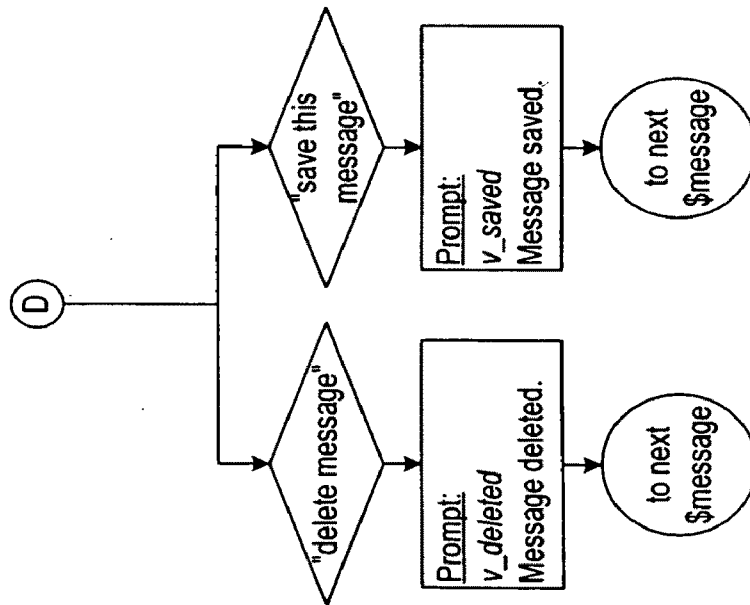 D
"delete message"
"save this
message"
Prompt:
v_deleted
Message deleted.
Prompt:
v_saved
Message saved.
to next
$message
to next
$message